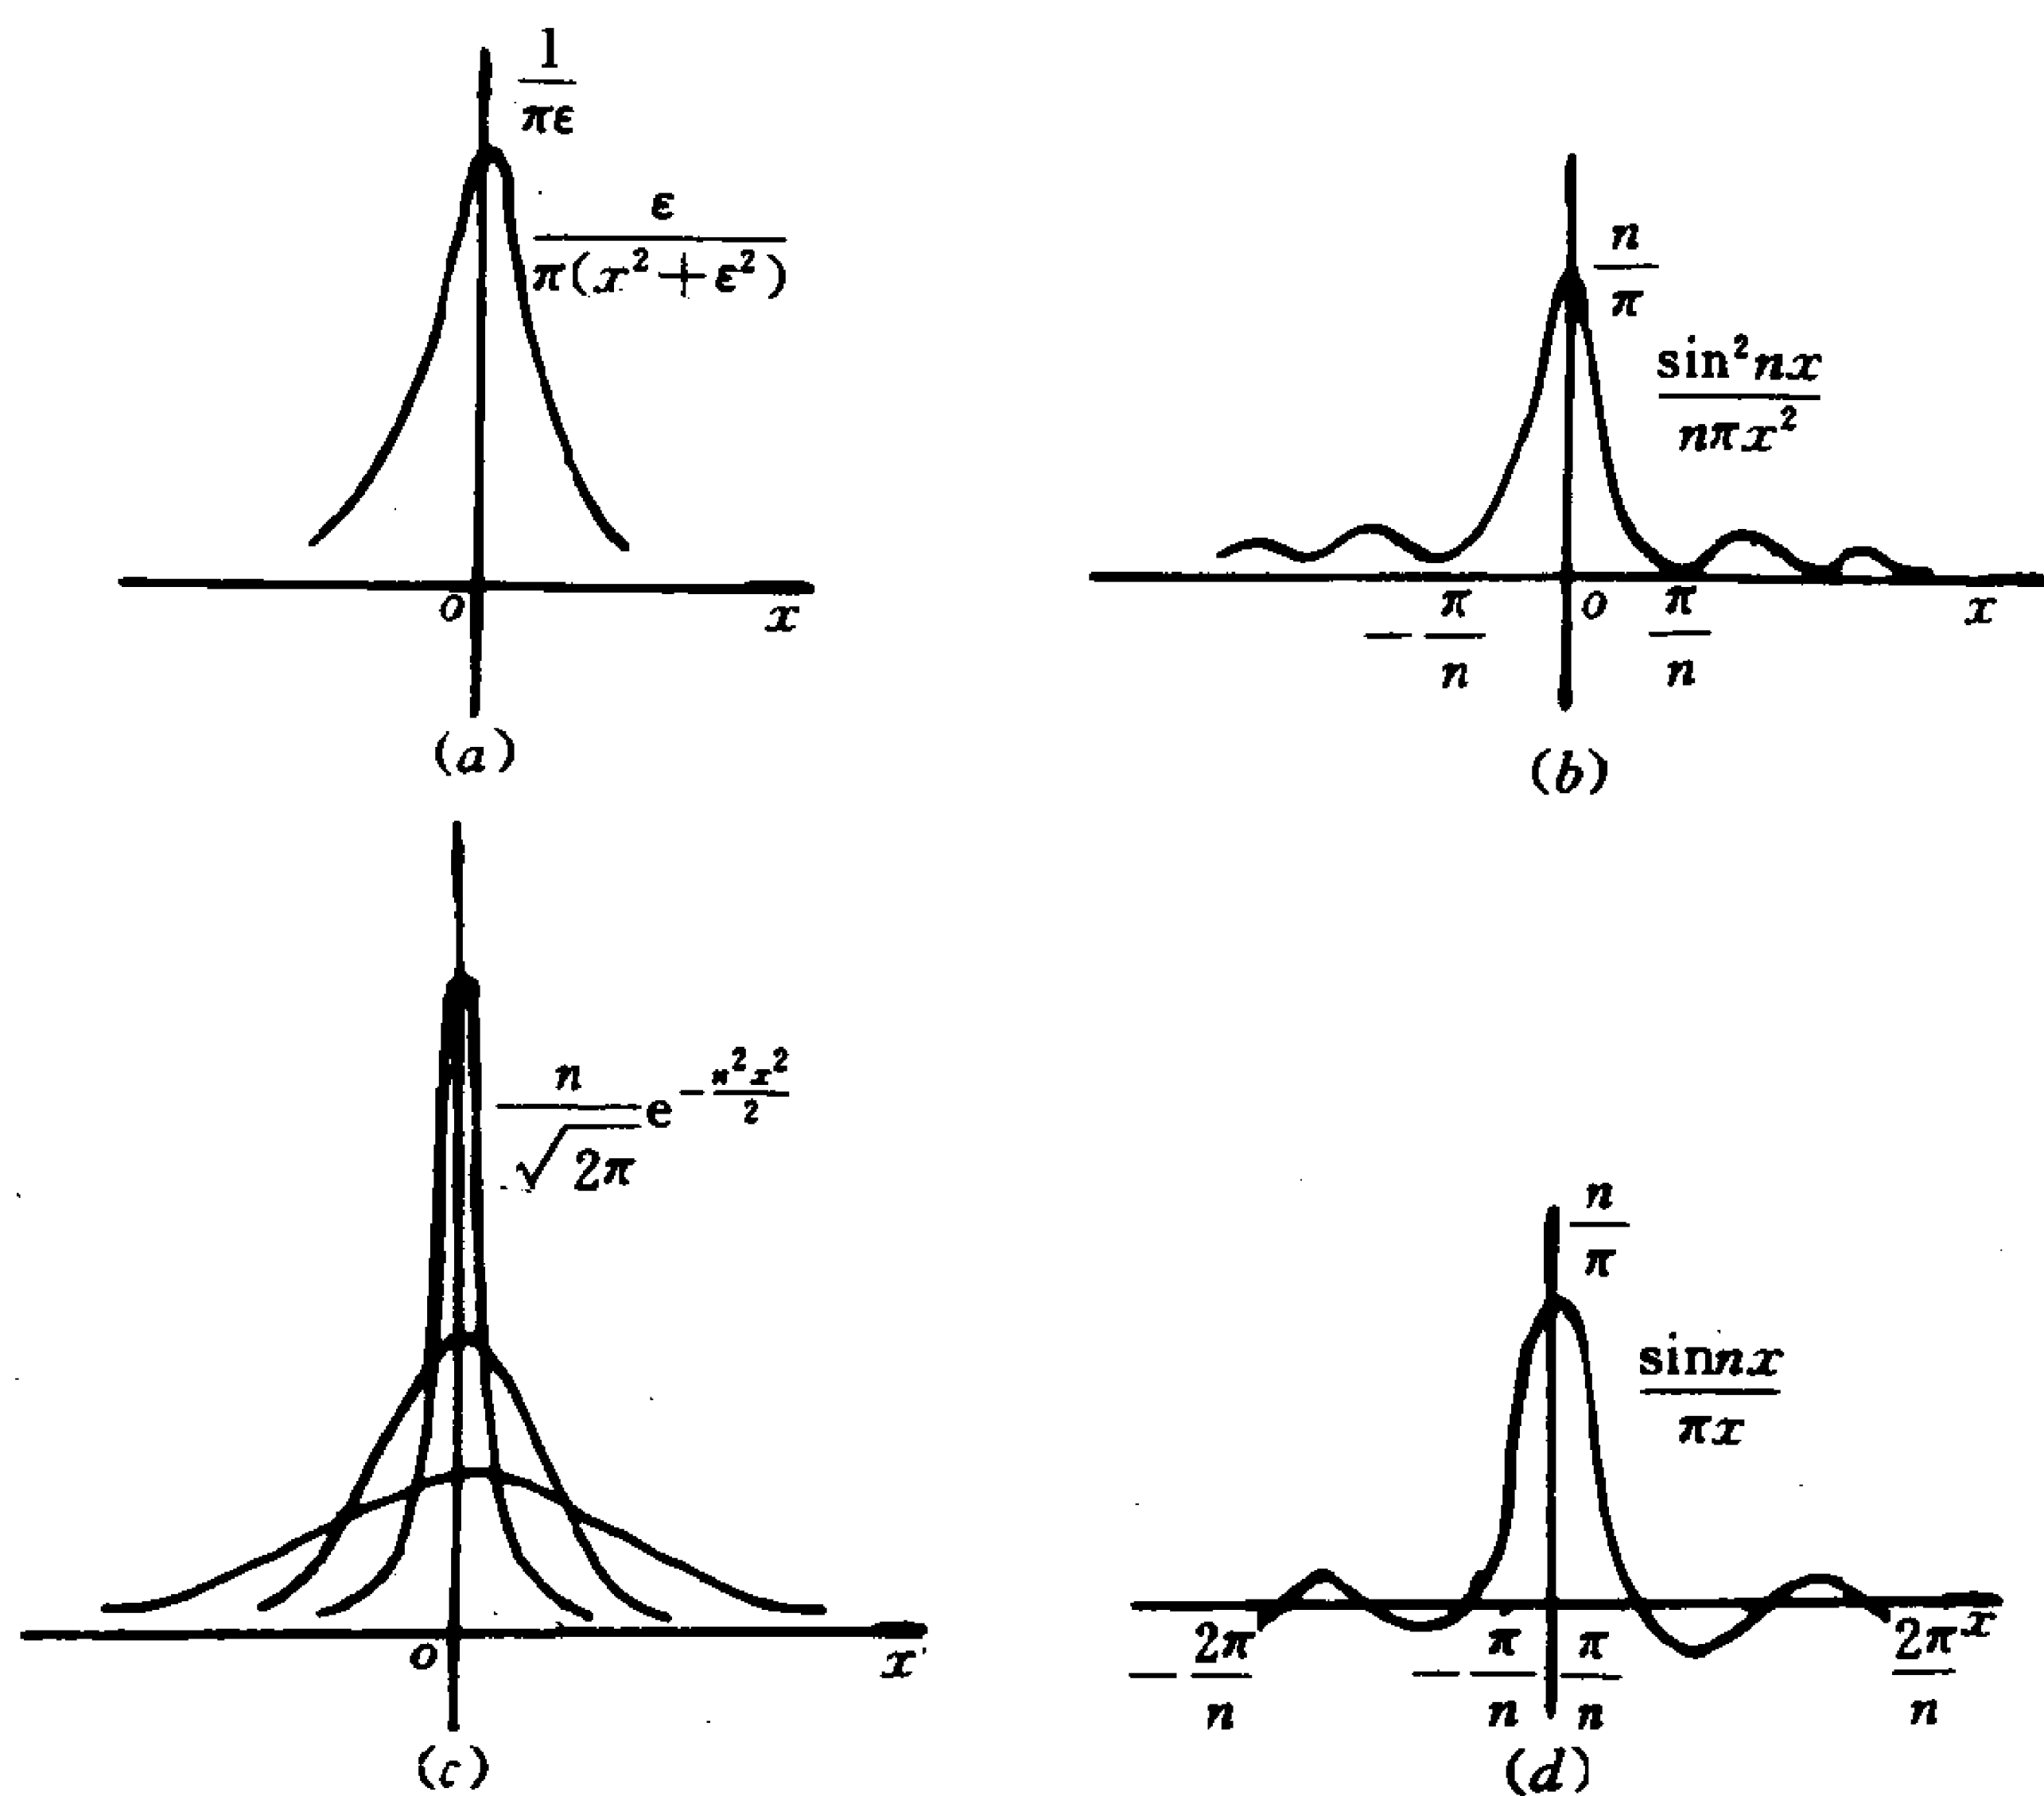 1/πε
ε/π(x²+ε²)
o x
(a)
n/π
sin²nx/nπx²
-π/n o π/n x
(b)
n/√2π e^-n²x²/2
o x
(c)
n/π
sinnx/πx
-2π/n -π/n π/n 2π/n x
(d)